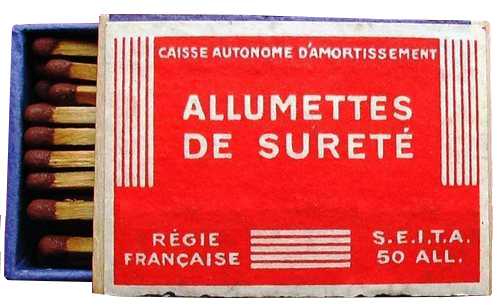 CAISSE AUTONOME D'AMORTISSEMENT
ALLUMETTES
DE SURETÉ
RÉGIE
FRANÇAISE
S.E.I.T.A.
50 ALL.